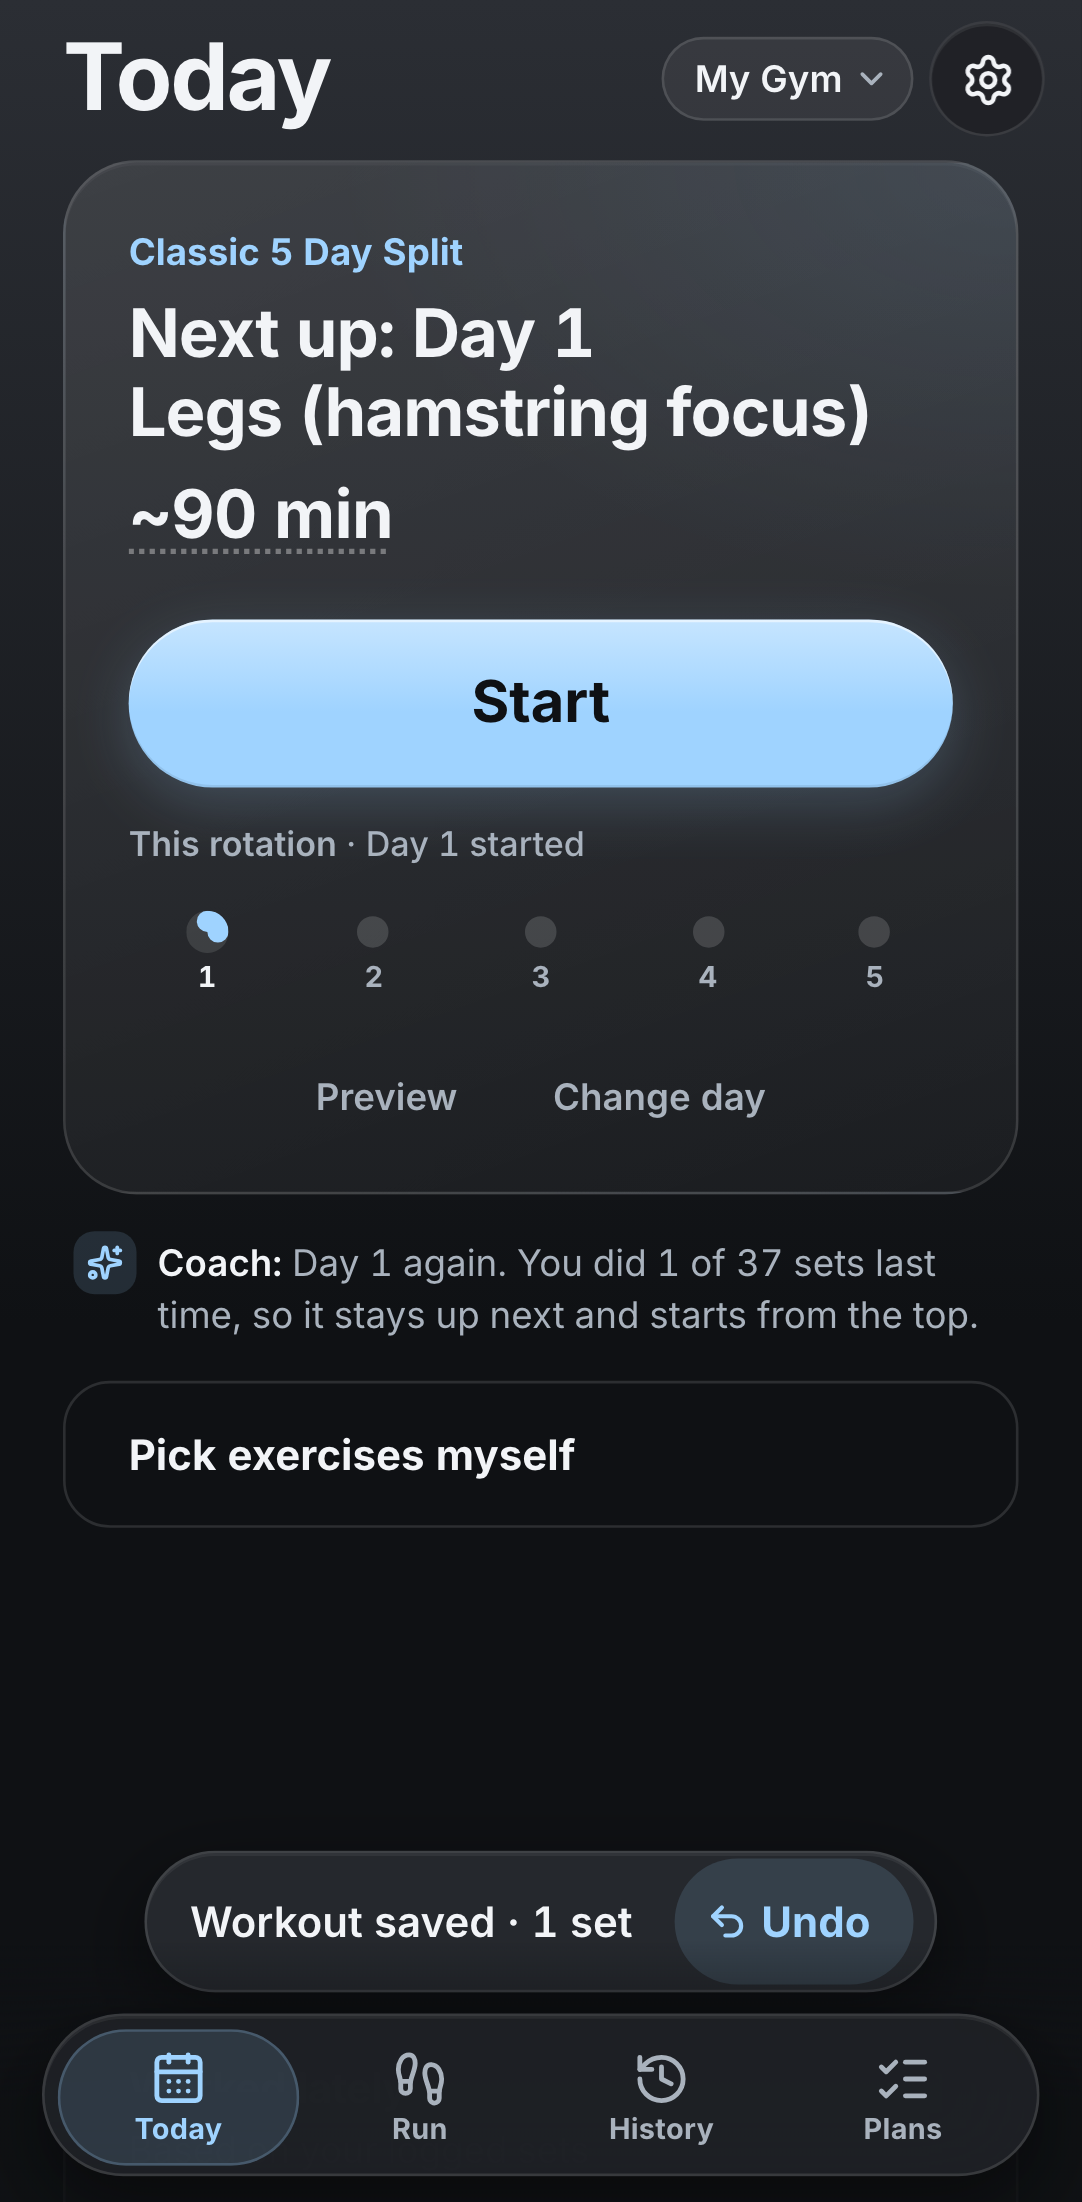 Today
My Gym
Classic 5 Day Split
Next up: Day 1
Legs (hamstring focus)
~90 min
Start
This rotation · Day 1 started
1 2 3 4 5
Preview Change day
Coach: Day 1 again. You did 1 of 37 sets last
time, so it stays up next and starts from the top.
Pick exercises myself
Workout saved · 1 set Undo
Today Run History Plans